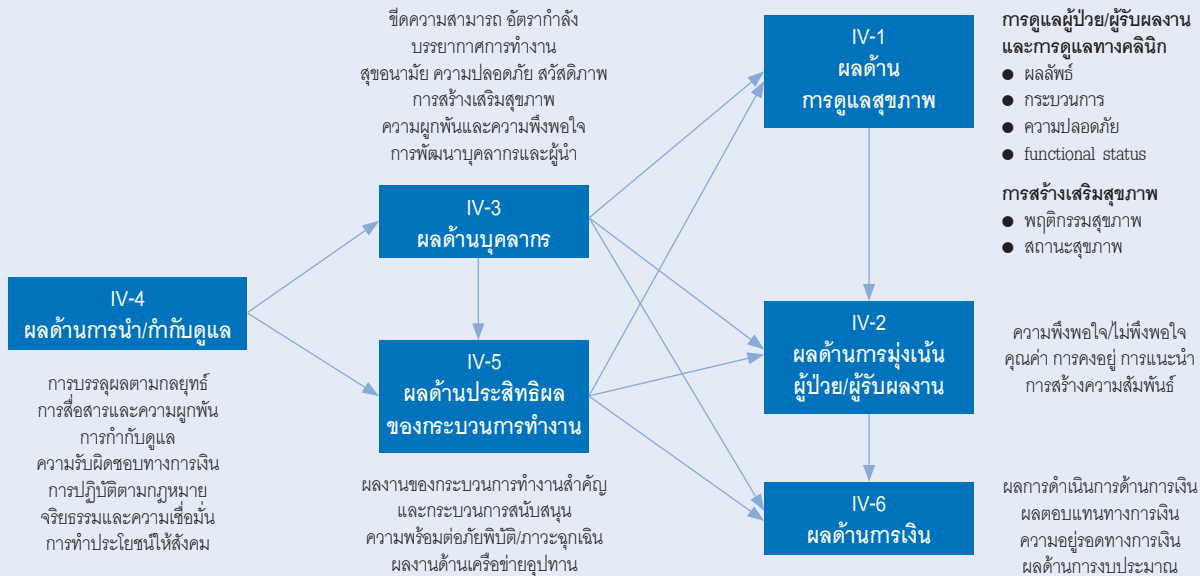 ขีดความสามารถ อัตรากำลัง
บรรยากาศการทำงาน
สุขอนามัย ความปลอดภัย สวัสดิภาพ
การสร้างเสริมสุขภาพ
ความผูกพันและความพึงพอใจ
การพัฒนาบุคลากรและผู้นำ
IV-1
ผลด้าน
การดูแลสุขภาพ
การดูแลผู้ป่วย/ผู้รับผลงาน
และการดูแลทางคลินิก
● ผลลัพธ์
● กระบวนการ
● ความปลอดภัย
● functional status
การสร้างเสริมสุขภาพ
● พฤติกรรมสุขภาพ
● สถานะสุขภาพ
IV-3
ผลด้านบุคลากร
IV-4
ผลด้านการนำ/กำกับดูแล
การบรรลุผลตามกลยุทธ์
การสื่อสารและความผูกพัน
การกำกับดูแล
ความรับผิดชอบทางการเงิน
การปฏิบัติตามกฎหมาย
จริยธรรมและความเชื่อมั่น
การทำประโยชน์ให้สังคม
IV-5
ผลด้านประสิทธิผล
ของกระบวนการทำงาน
ผลงานของกระบวนการทำงานสำคัญ
และกระบวนการสนับสนุน
ความพร้อมต่อภัยพิบัติ/ภาวะฉุกเฉิน
ผลงานด้านเครือข่ายอุปทาน
IV-2
ผลด้านการมุ่งเน้น
ผู้ป่วย/ผู้รับผลงาน
ความพึงพอใจ/ไม่พึงพอใจ
คุณค่า การคงอยู่ การแนะนำ
การสร้างความสัมพันธ์
IV-6
ผลด้านการเงิน
ผลการดำเนินการด้านการเงิน
ผลตอบแทนทางการเงิน
ความอยู่รอดทางการเงิน
ผลด้านการงบประมาณ